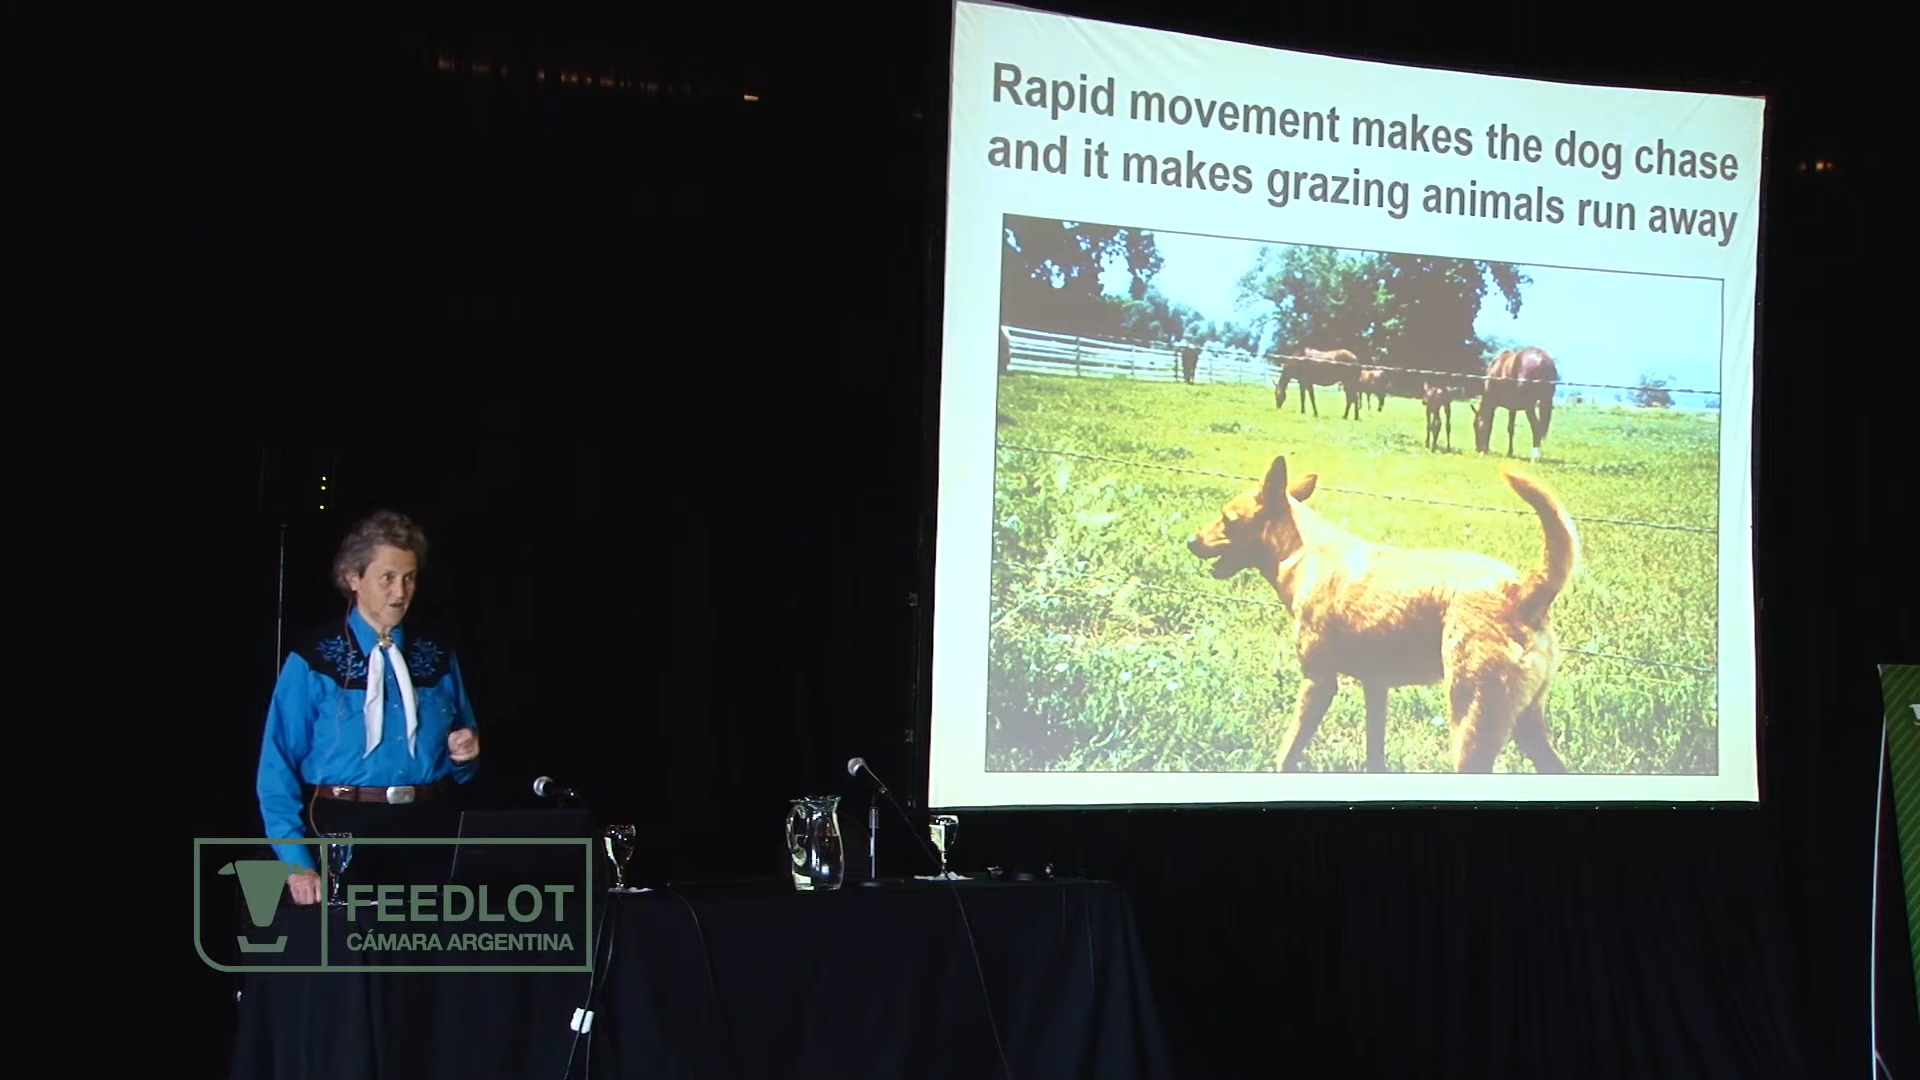 Rapid movement makes the dog chase
and it makes grazing animals run away
FEEDLOT
CÁMARA ARGENTINA